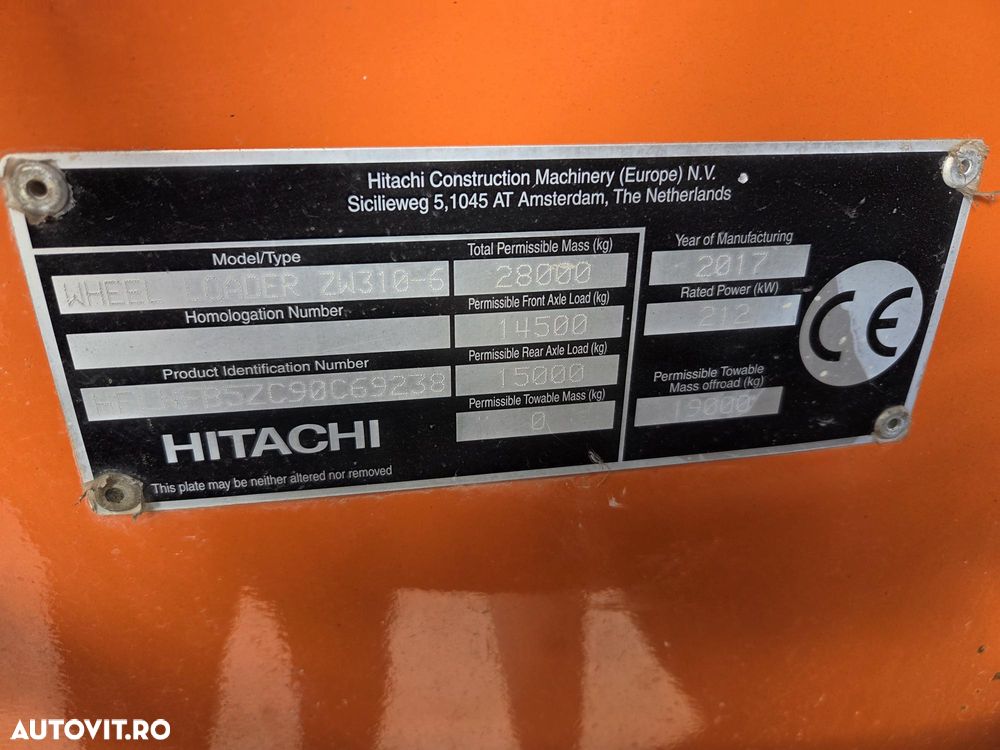 Hitachi Construction Machinery (Europe) N.V.
Sicilieweg 5,1045 AT Amsterdam, The Netherlands
Model/Type
WHEEL LOADER ZW310-6
Homologation Number
Product Identification Number
HITACHI
This plate may be neither altered nor removed
Total Permissible Mass (kg)
28000
Permissible Front Axle Load (kg)
14500
Permissible Rear Axle Load (kg)
15000
Permissible Towable Mass (kg)
0
Year of Manufacturing
2017
Rated Power (kW)
212
Permissible Towable
Mass offroad (kg)
19000
CE
AUTOVIT.RO